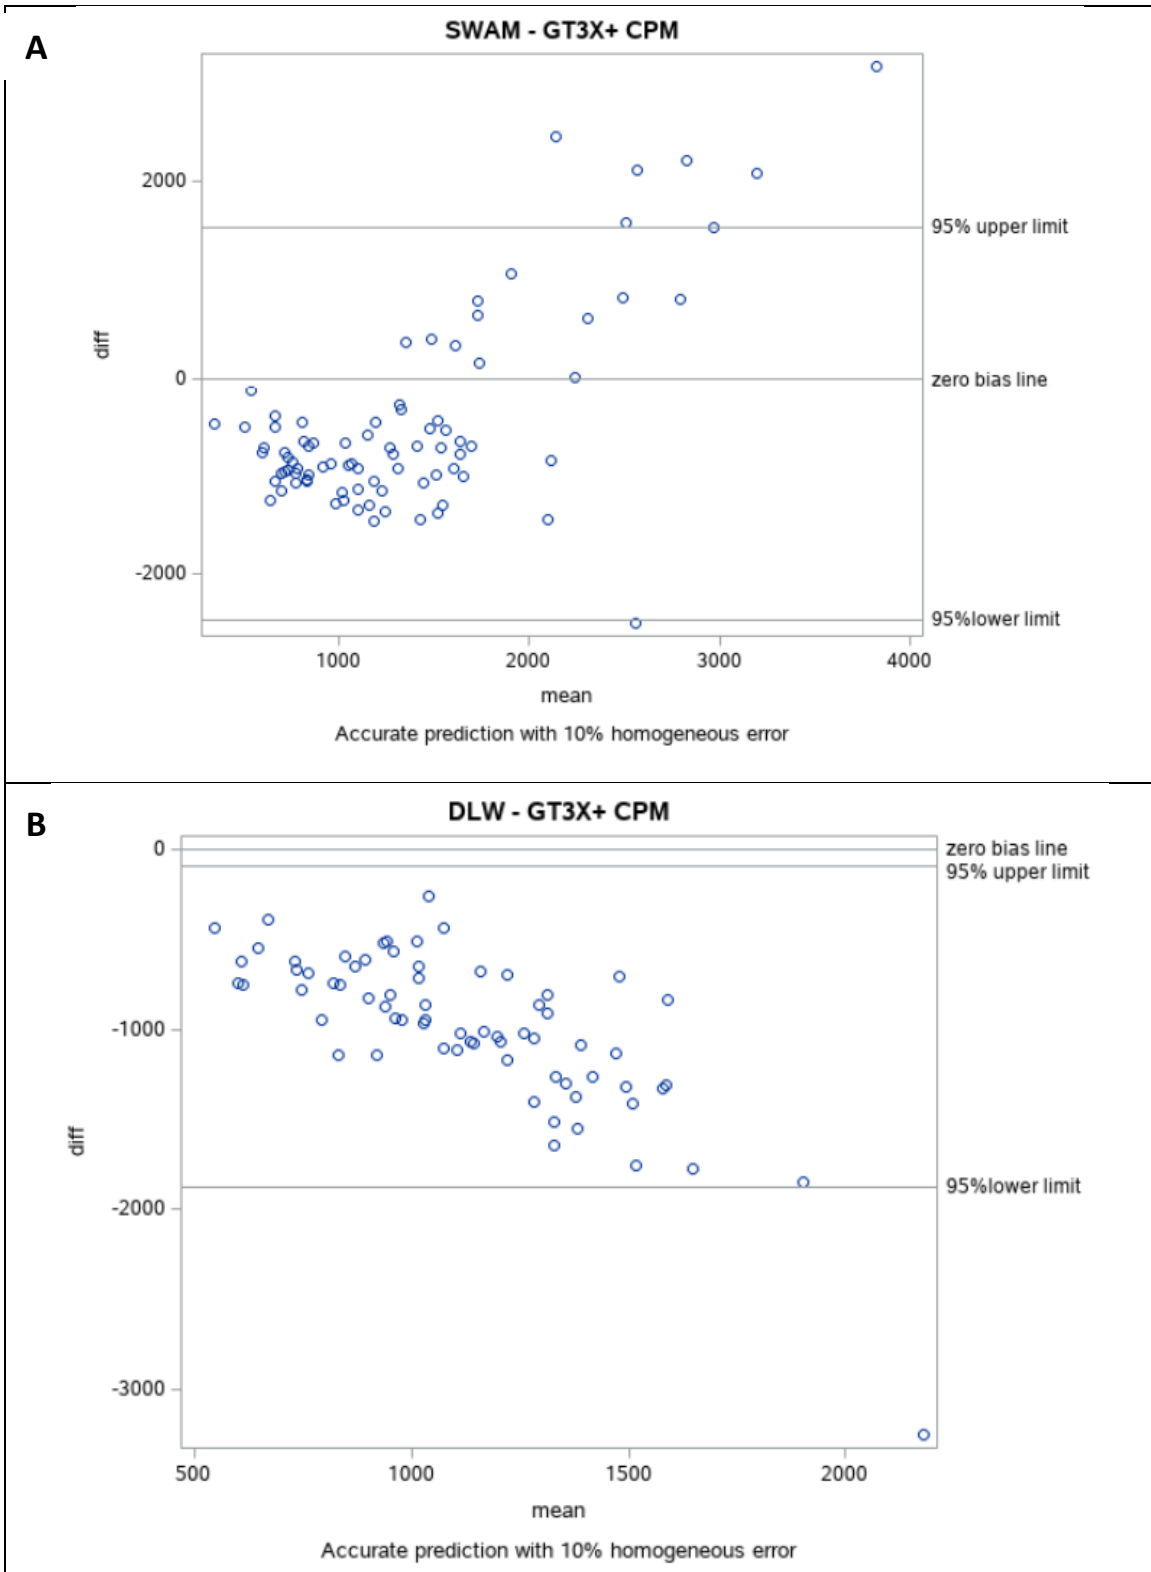 A
SWAM - GT3X+ CPM
2000
95% upper limit
diff
0
zero bias line
-2000
95%lower limit
1000 2000 3000 4000
mean
Accurate prediction with 10% homogeneous error
B
DLW - GT3X+ CPM
0
zero bias line
95% upper limit
-1000
diff
95%lower limit
-2000
-3000
500 1000 1500 2000
mean
Accurate prediction with 10% homogeneous error